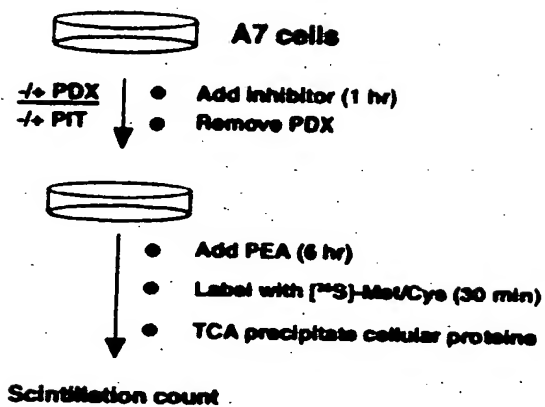 A7 cells
-/+ PDX
-/+ PIT
● Add inhibitor (1 hr)
● Remove PDX
● Add PEA (6 hr)
● Label with [³⁵S]-Met/Cys (30 min)
● TCA precipitate cellular proteins
Scintillation count